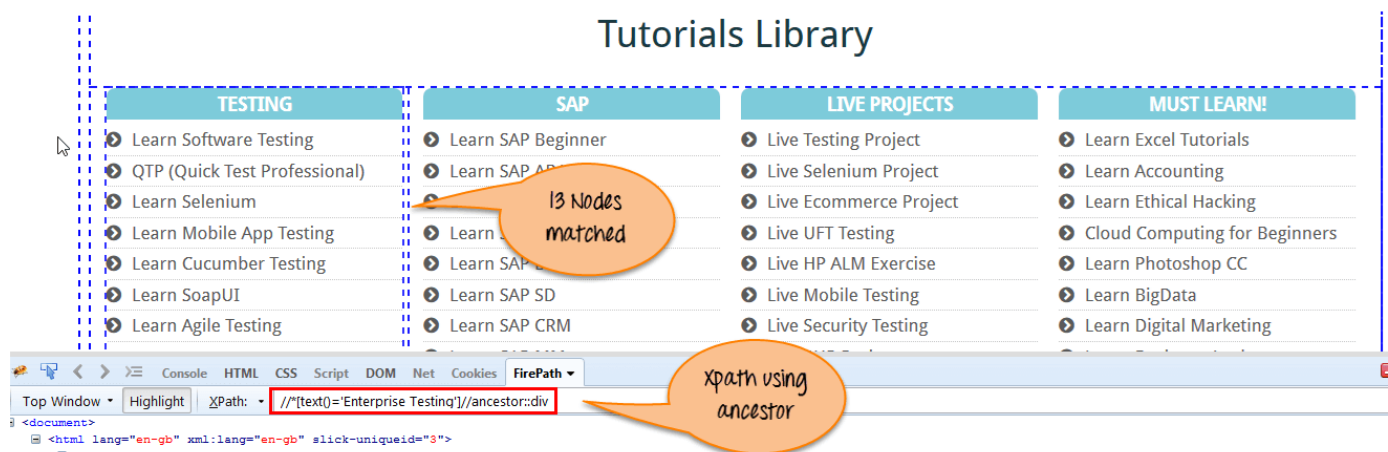 Tutorials Library
TESTING SAP LIVE PROJECTS MUST LEARN!
Learn Software Testing Learn SAP Beginner Live Testing Project Learn Excel Tutorials
QTP (Quick Test Professional) Learn SAP Live Selenium Project Learn Accounting
Learn Selenium Live Ecommerce Project Learn Ethical Hacking
Learn Mobile App Testing Learn Live UFT Testing Cloud Computing for Beginners
Learn Cucumber Testing Learn SAP Live HP ALM Exercise Learn Photoshop CC
Learn SoapUI Learn SAP SD Live Mobile Testing Learn BigData
Learn Agile Testing Learn SAP CRM Live Security Testing Learn Digital Marketing
13 Nodes
matched
Console HTML CSS Script DOM Net Cookies FirePath
Top Window Highlight XPath: //*[text()='Enterprise Testing']//ancestor::div
Xpath using
ancestor
<document>
<html lang="en-gb" xml:lang="en-gb" slick-uniqueid="3">